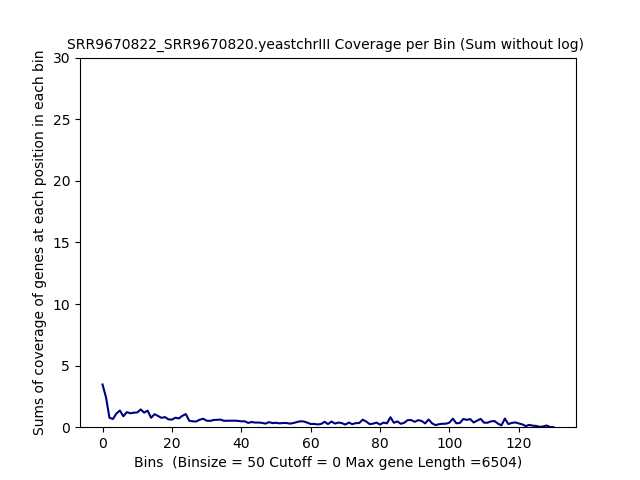 SRR9670822_SRR9670820.yeastchrIII Coverage per Bin (Sum without log)
Sums of coverage of genes at each position in each bin
30
25
20
15
10
5
0
0 20 40 60 80 100 120
Bins  (Binsize = 50 Cutoff = 0 Max gene Length =6504)